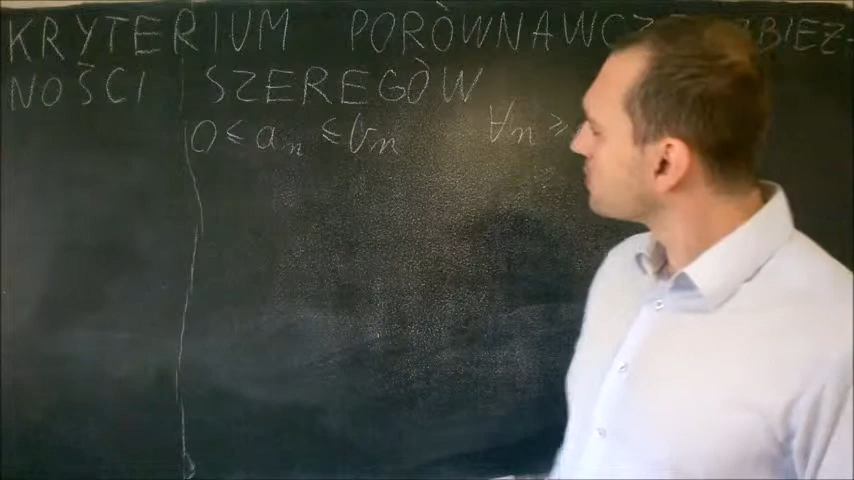 KRYTERIUM PORÓWNAWCZE ZBIEŻ-
NOŚCI SZEREGÓW
0 ≤ aₙ ≤ bₙ ∀n ≥